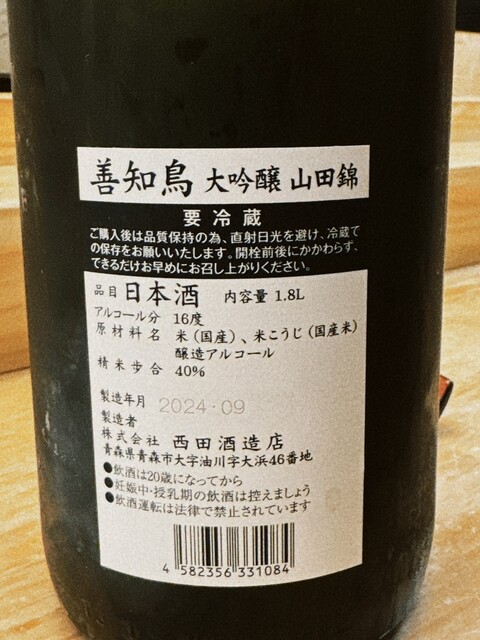 善知鳥 大吟醸 山田錦
要冷蔵
ご購入後は品質保持の為、直射日光を避け、冷蔵で
の保存をお願いいたします。開栓前後にかかわらず、
できるだけお早めにお召し上がりください。
品目 日本酒 内容量 1.8L
アルコール分 16度
原材料名 米（国産）、米こうじ（国産米）
醸造アルコール
精米歩合 40%
製造年月 2024・09
製造者
株式会社 西田酒造店
青森県青森市大字油川字大浜46番地
●飲酒は20歳になってから
●妊娠中・授乳期の飲酒は控えましょう
●飲酒運転は法律で禁止されています
4 582356 331084